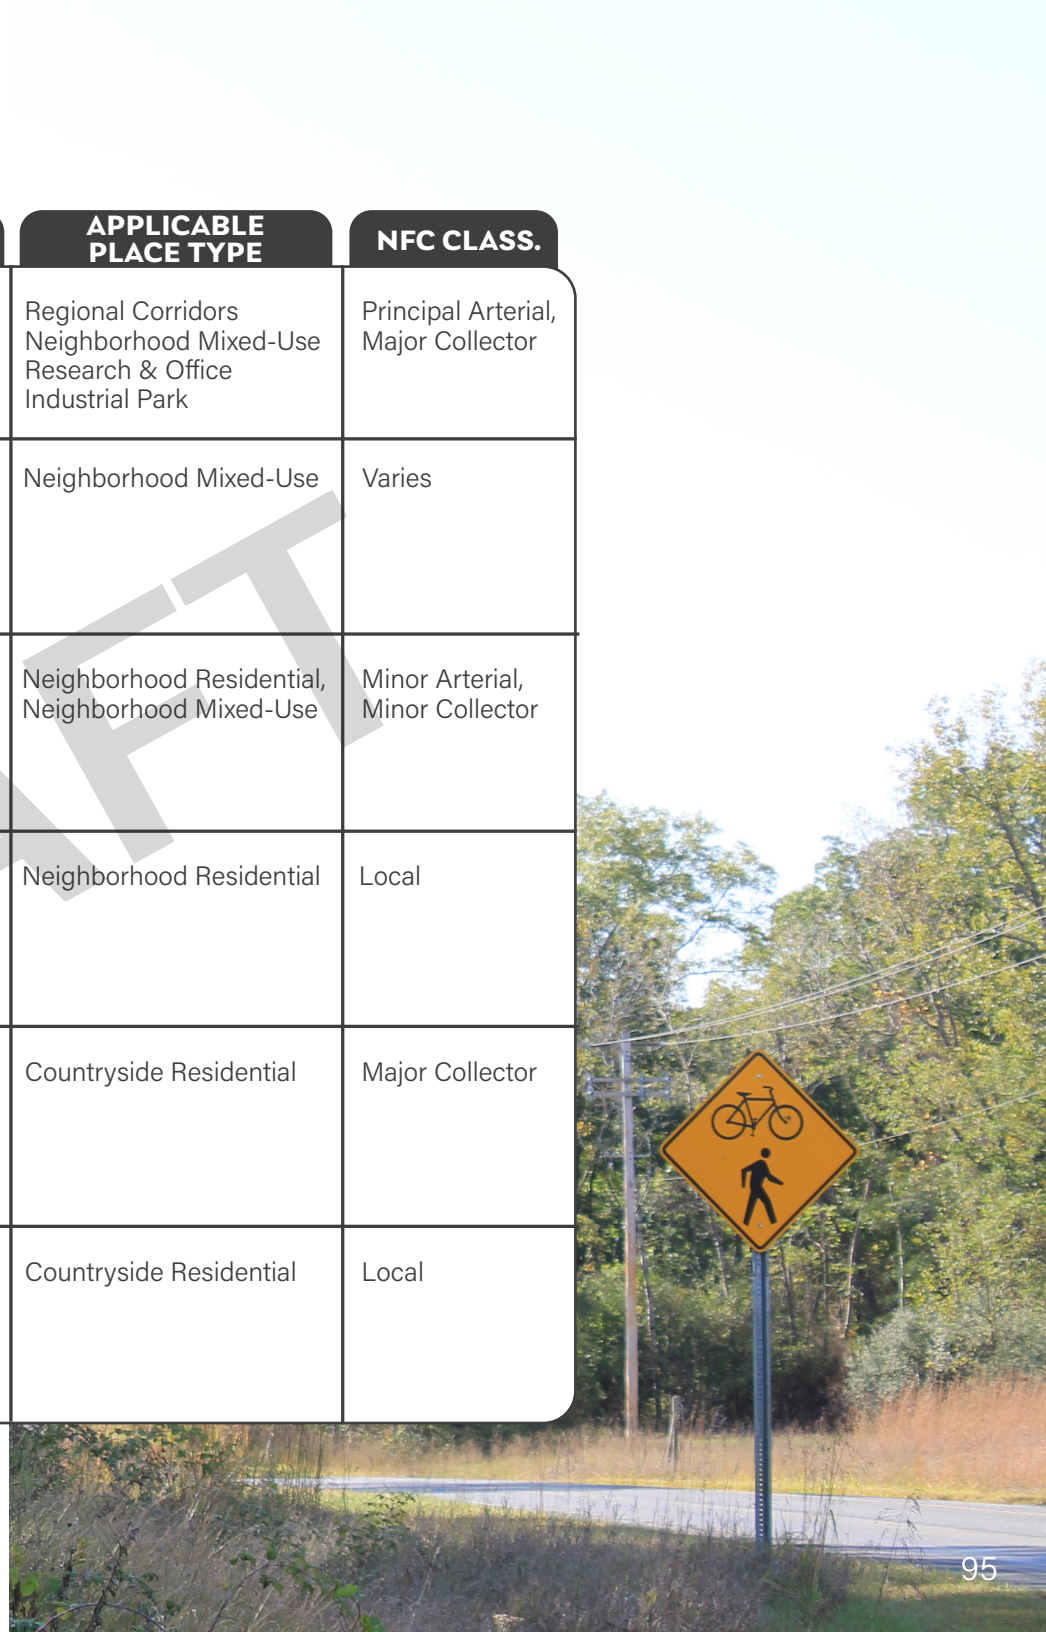 APPLICABLE
PLACE TYPE
NFC CLASS.
Regional Corridors
Neighborhood Mixed-Use
Research & Office
Industrial Park
Principal Arterial,
Major Collector
Neighborhood Mixed-Use
Varies
Neighborhood Residential,
Neighborhood Mixed-Use
Minor Arterial,
Minor Collector
Neighborhood Residential
Local
Countryside Residential
Major Collector
Countryside Residential
Local
AFT
95